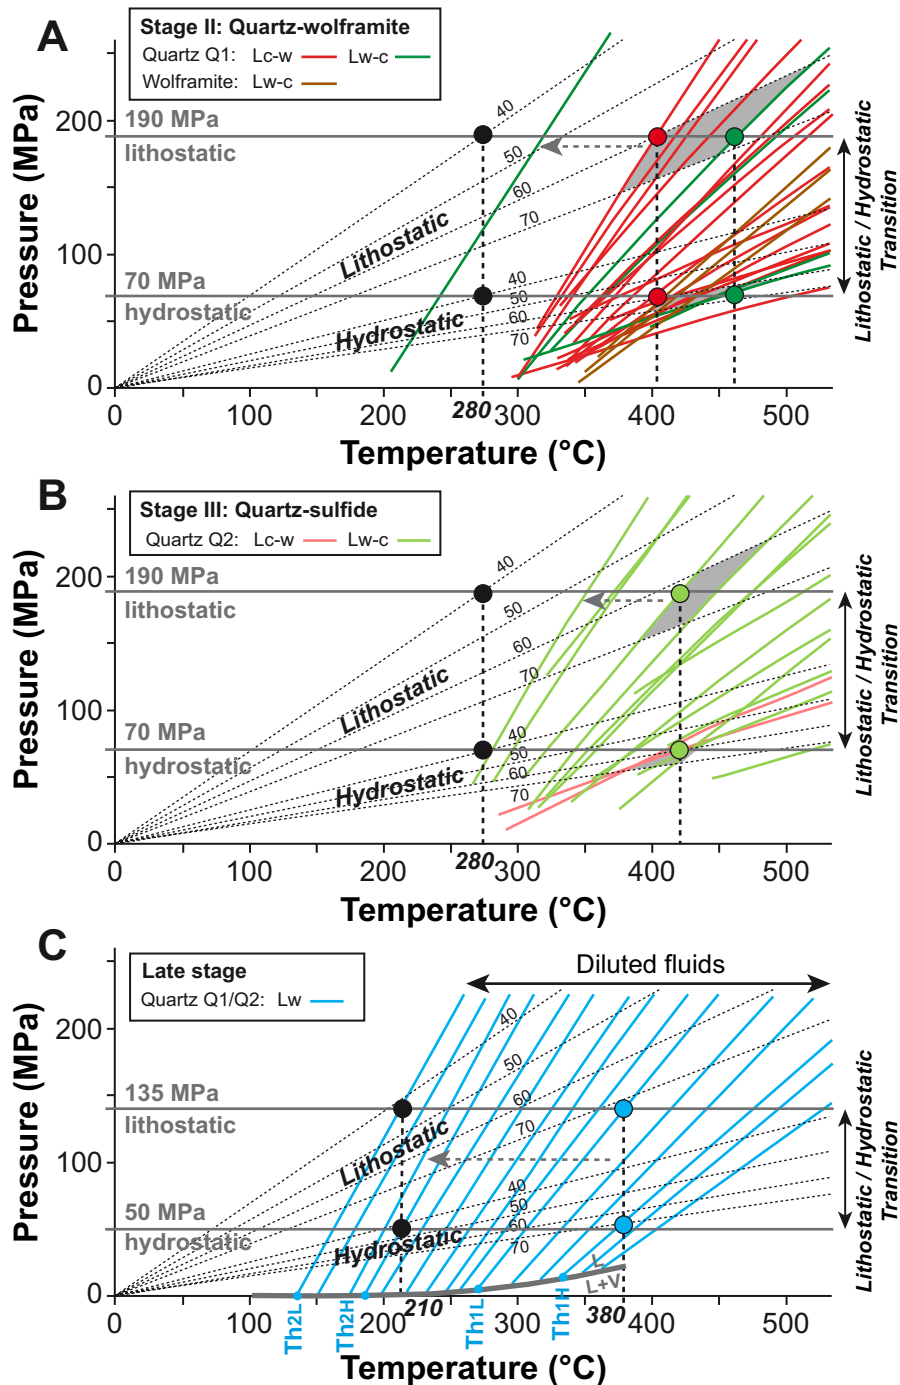 A
Stage II: Quartz-wolframite
Quartz Q1: Lc-w Lw-c
Wolframite: Lw-c
Pressure (MPa)
200
100
0
190 MPa
lithostatic
70 MPa
hydrostatic
40
50
60
70
Lithostatic
40
50
60
70
Hydrostatic
Lithostatic / Hydrostatic
Transition
0 100 200 280 300 400 500
Temperature (°C)
B
Stage III: Quartz-sulfide
Quartz Q2: Lc-w Lw-c
Pressure (MPa)
200
100
0
190 MPa
lithostatic
70 MPa
hydrostatic
40
50
60
70
Lithostatic
40
50
60
70
Hydrostatic
Lithostatic / Hydrostatic
Transition
0 100 200 280 300 400 500
Temperature (°C)
C
Late stage
Quartz Q1/Q2: Lw
Diluted fluids
Pressure (MPa)
200
100
0
135 MPa
lithostatic
50 MPa
hydrostatic
40
50
60
70
Lithostatic
40
50
60
70
Hydrostatic
L
L+V
Lithostatic / Hydrostatic
Transition
Th2L
Th2H
210
Th1L
Th1H
380
0 100 200 300 400 500
Temperature (°C)